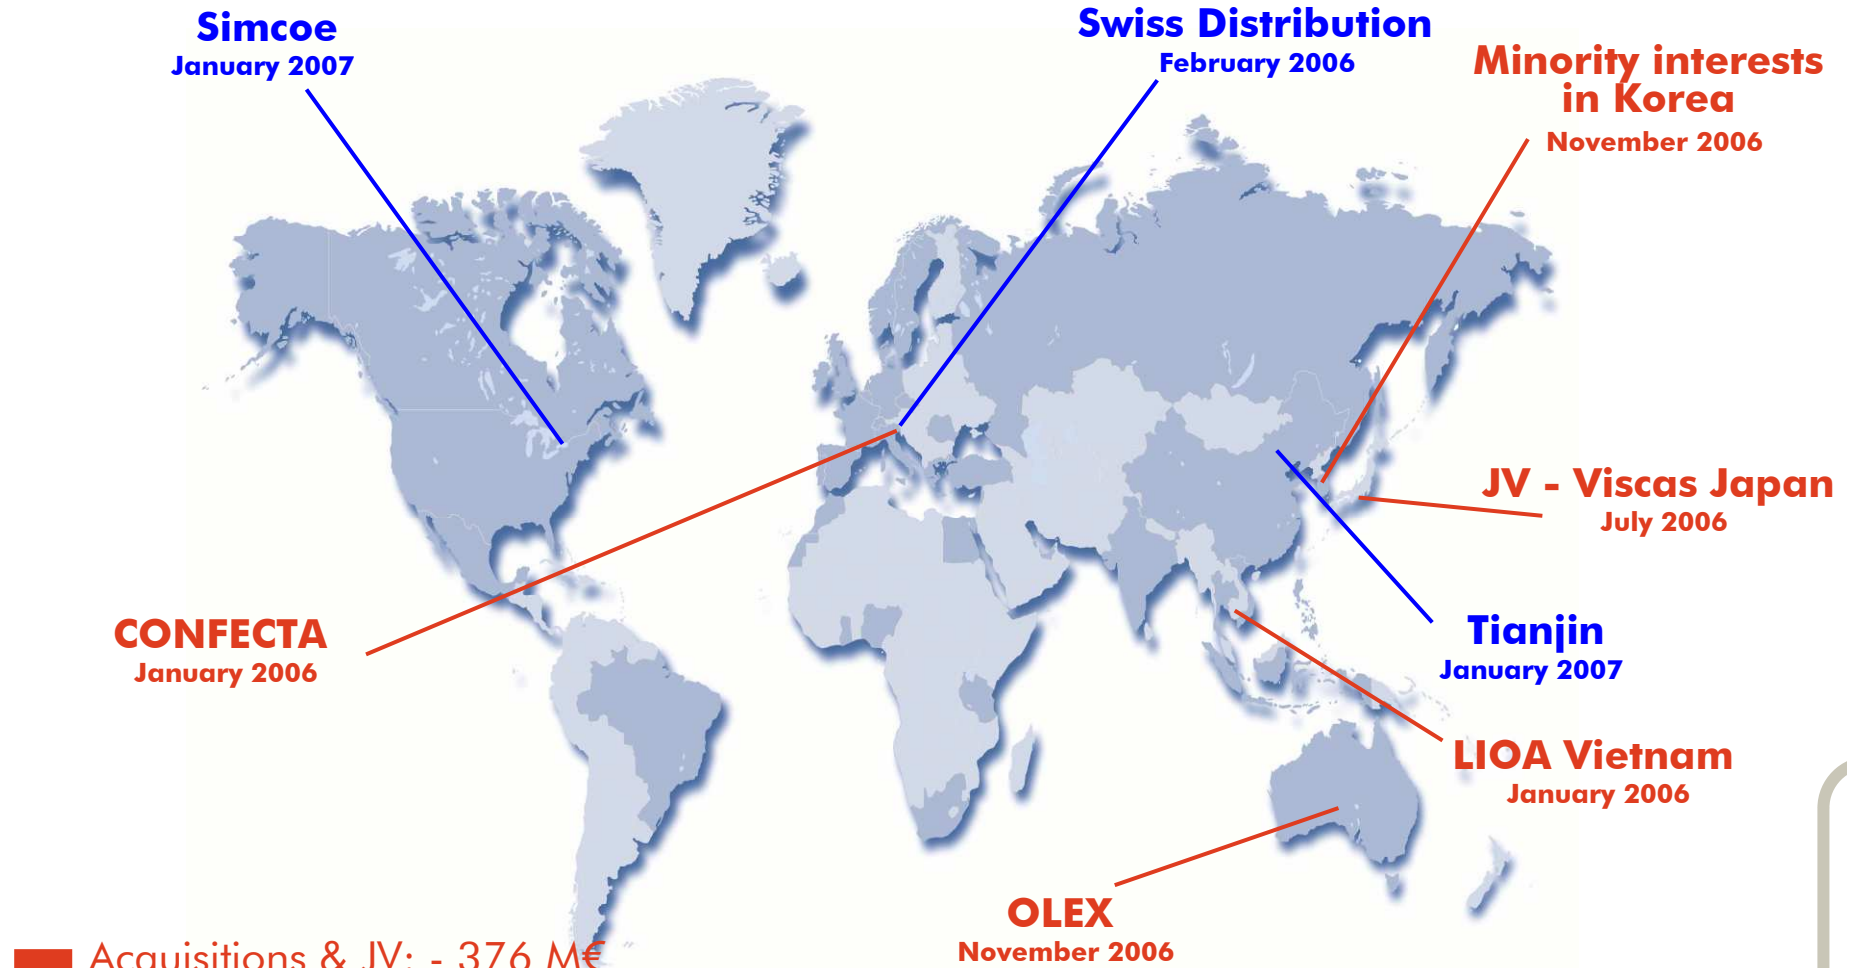 Simcoe
January 2007
Swiss Distribution
February 2006
Minority interests
in Korea
November 2006
JV - Viscas Japan
July 2006
CONFECTA
January 2006
Tianjin
January 2007
LIOA Vietnam
January 2006
OLEX
November 2006
Acquisitions & JV: - 376 M€